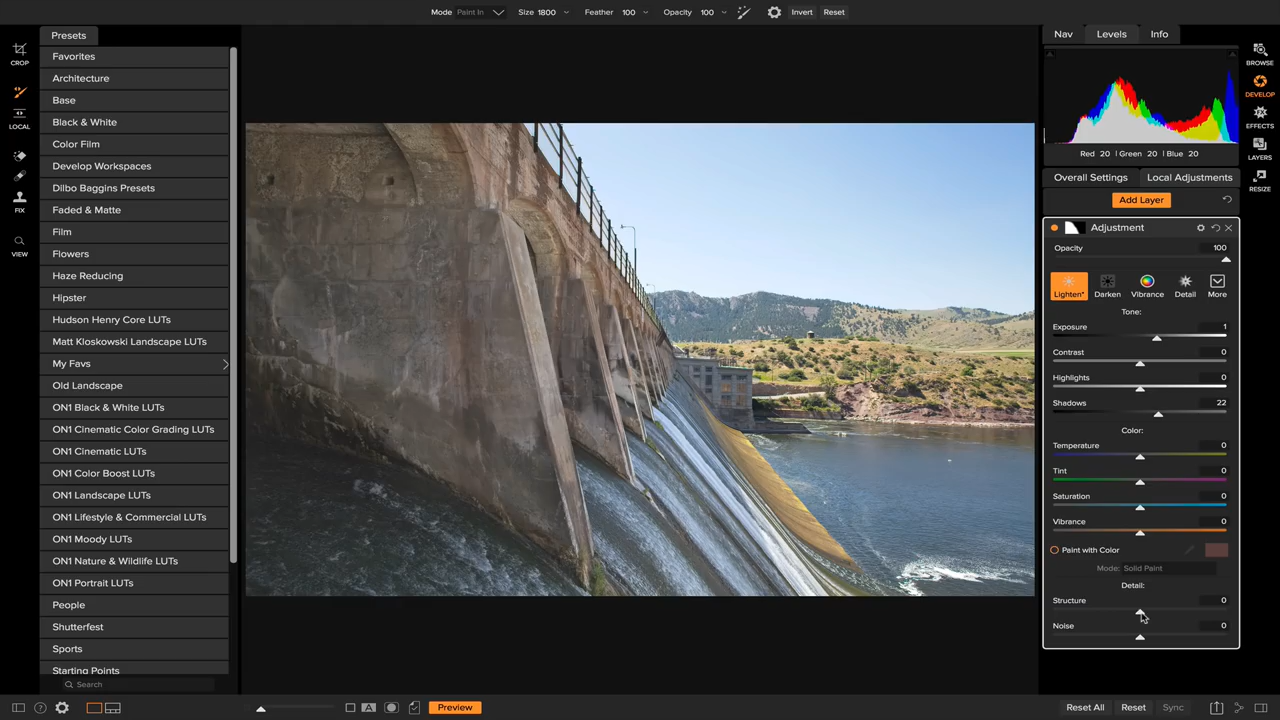 Mode Paint In Size 1800 Feather 100 Opacity 100 Invert Reset
Presets
Favorites
Architecture
Base
Black & White
Color Film
Develop Workspaces
Dilbo Baggins Presets
Faded & Matte
Film
Flowers
Haze Reducing
Hipster
Hudson Henry Core LUTs
Matt Kloskowski Landscape LUTs
My Favs
Old Landscape
ON1 Black & White LUTs
ON1 Cinematic Color Grading LUTs
ON1 Cinematic LUTs
ON1 Color Boost LUTs
ON1 Landscape LUTs
ON1 Lifestyle & Commercial LUTs
ON1 Moody LUTs
ON1 Nature & Wildlife LUTs
ON1 Portrait LUTs
People
Shutterfest
Sports
Starting Points
Search
CROP
LOCAL
FIX
VIEW
Preview
Nav Levels Info
Red 20 | Green 20 | Blue 20
Overall Settings Local Adjustments
Add Layer
Adjustment
Opacity 100
Lighten* Darken Vibrance Detail More
Tone:
Exposure 1
Contrast 0
Highlights 0
Shadows 22
Color:
Temperature 0
Tint 0
Saturation 0
Vibrance 0
Paint with Color
Mode: Solid Paint
Detail:
Structure 0
Noise 0
Reset All Reset Sync
BROWSE
DEVELOP
EFFECTS
LAYERS
RESIZE